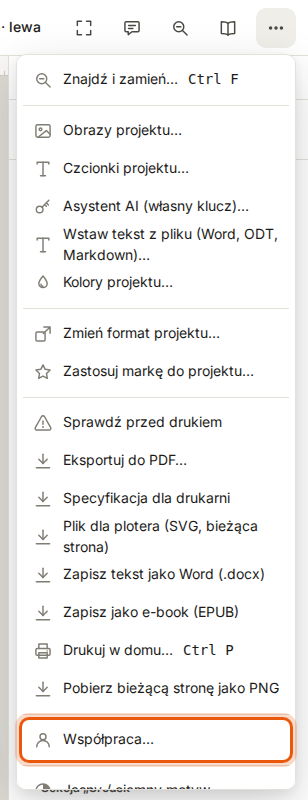 · lewa
Znajdź i zamień... Ctrl F
Obrazy projektu...
Czcionki projektu...
Asystent AI (własny klucz)...
Wstaw tekst z pliku (Word, ODT,
Markdown)...
Kolory projektu...
Zmień format projektu...
Zastosuj markę do projektu...
Sprawdź przed drukiem
Eksportuj do PDF...
Specyfikacja dla drukarni
Plik dla plotera (SVG, bieżąca
strona)
Zapisz tekst jako Word (.docx)
Zapisz jako e-book (EPUB)
Drukuj w domu... Ctrl P
Pobierz bieżącą stronę jako PNG
Współpraca...